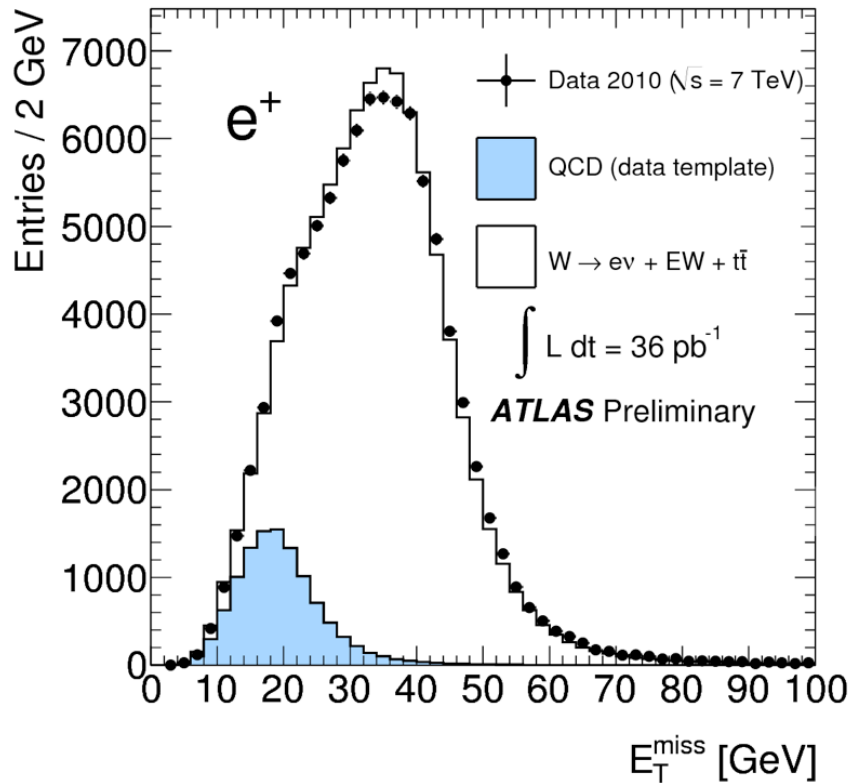 Entries / 2 GeV
7000
6000
5000
4000
3000
2000
1000
0
e⁺
Data 2010 (√s = 7 TeV)
QCD (data template)
W → eν + EW + tt̄
∫ L dt = 36 pb⁻¹
ATLAS Preliminary
0 10 20 30 40 50 60 70 80 90 100
E_T^miss [GeV]